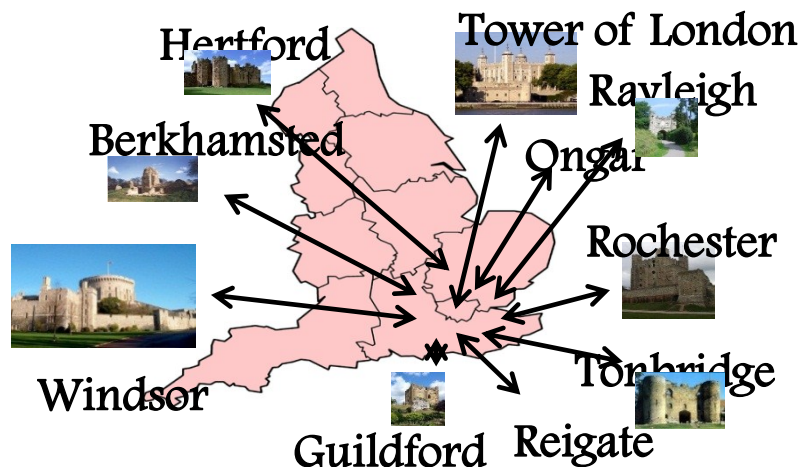 Hertford
Tower of London
Rayleigh
Berkhamsted
Ongar
Rochester
Tonbridge
Windsor
Guildford
Reigate